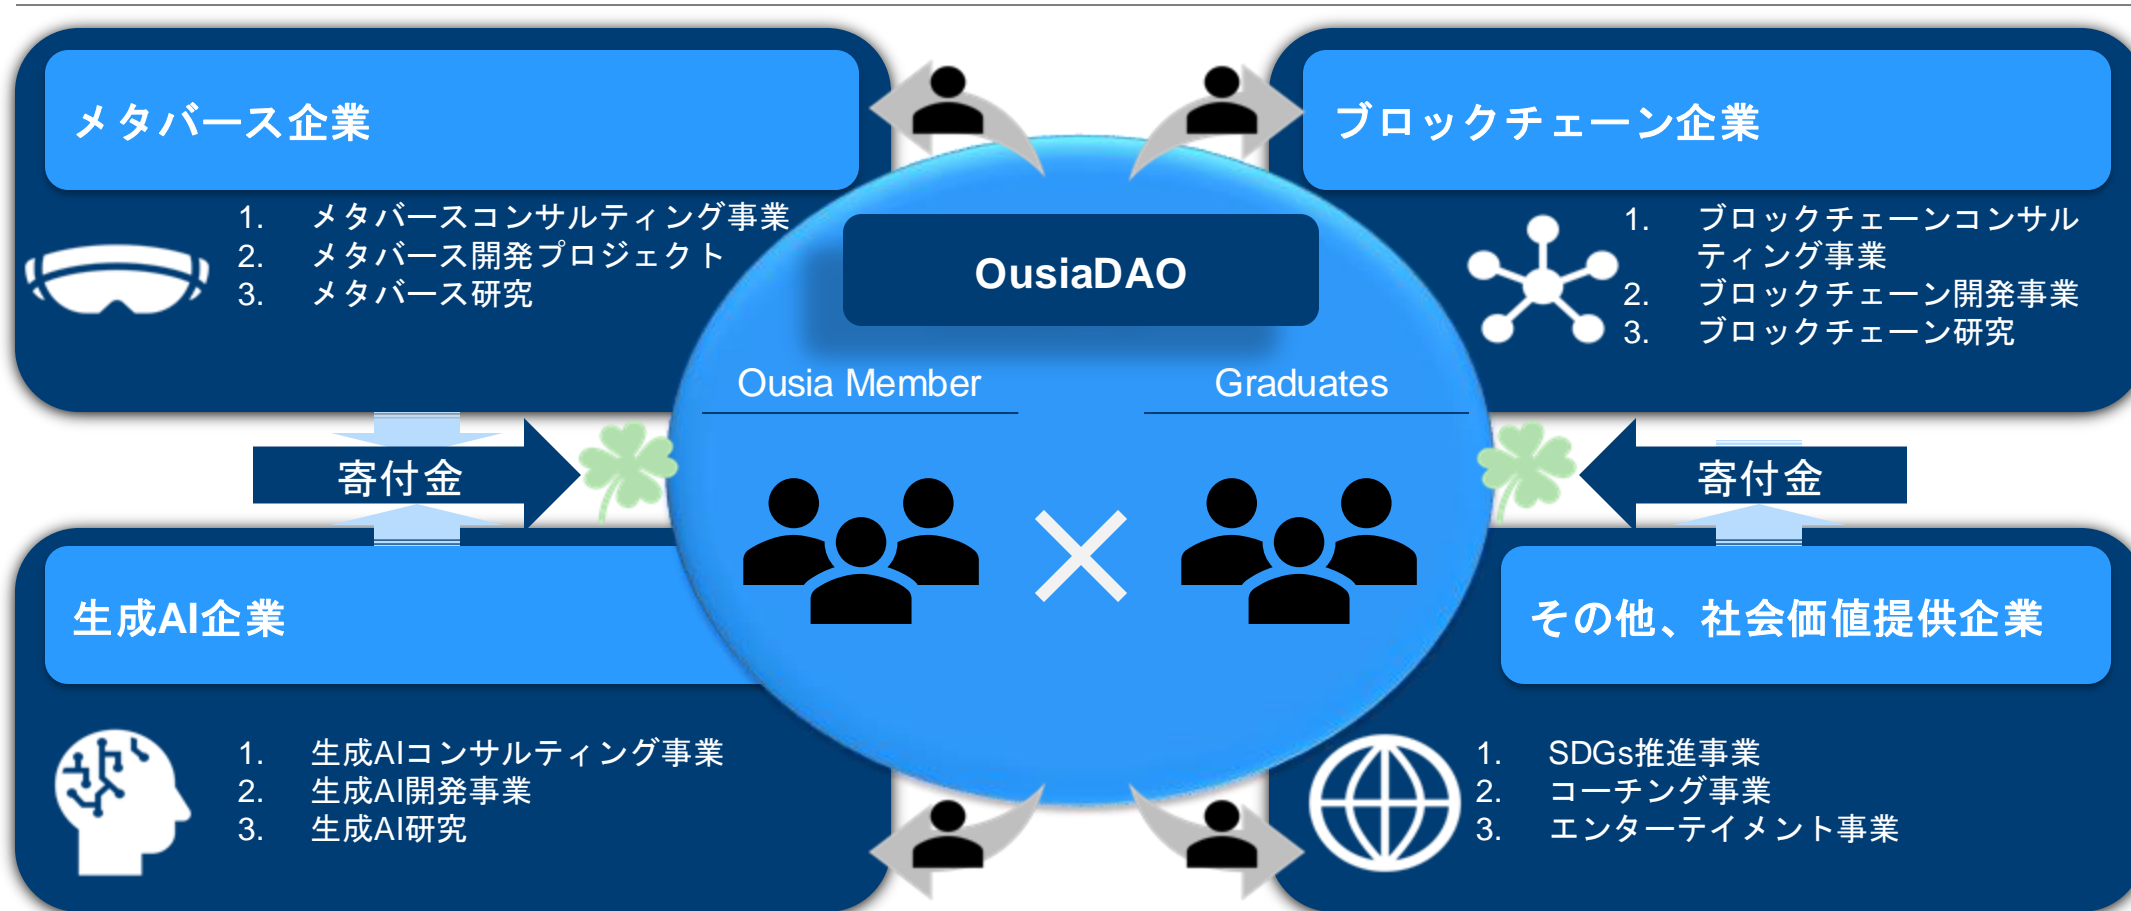 メタバース企業
1. メタバースコンサルティング事業
2. メタバース開発プロジェクト
3. メタバース研究
ブロックチェーン企業
1. ブロックチェーンコンサル
ティング事業
2. ブロックチェーン開発事業
3. ブロックチェーン研究
OusiaDAO
Ousia Member
Graduates
寄付金
寄付金
生成AI企業
1. 生成AIコンサルティング事業
2. 生成AI開発事業
3. 生成AI研究
その他、社会価値提供企業
1. SDGs推進事業
2. コーチング事業
3. エンターテイメント事業